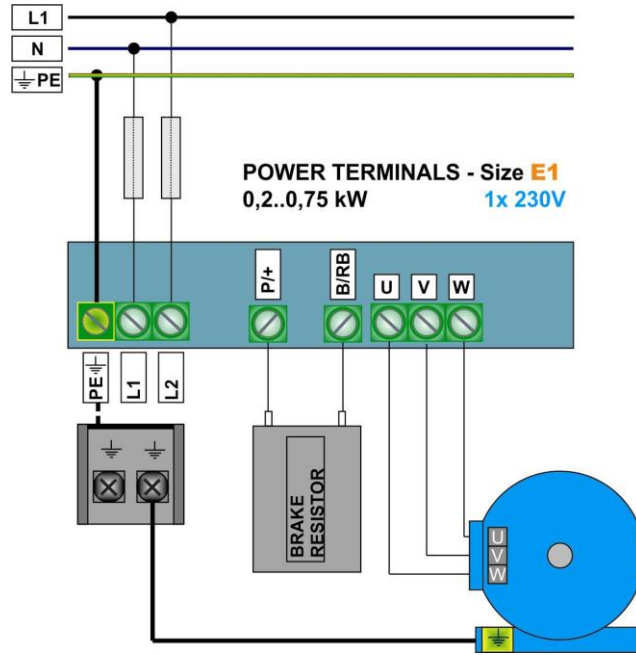 L1
N
⏚ PE
POWER TERMINALS - Size E1
0,2..0,75 kW 1x 230V
P/+
B/RB
U
V
W
PE ⏚
L1
L2
BRAKE
RESISTOR
U
V
W